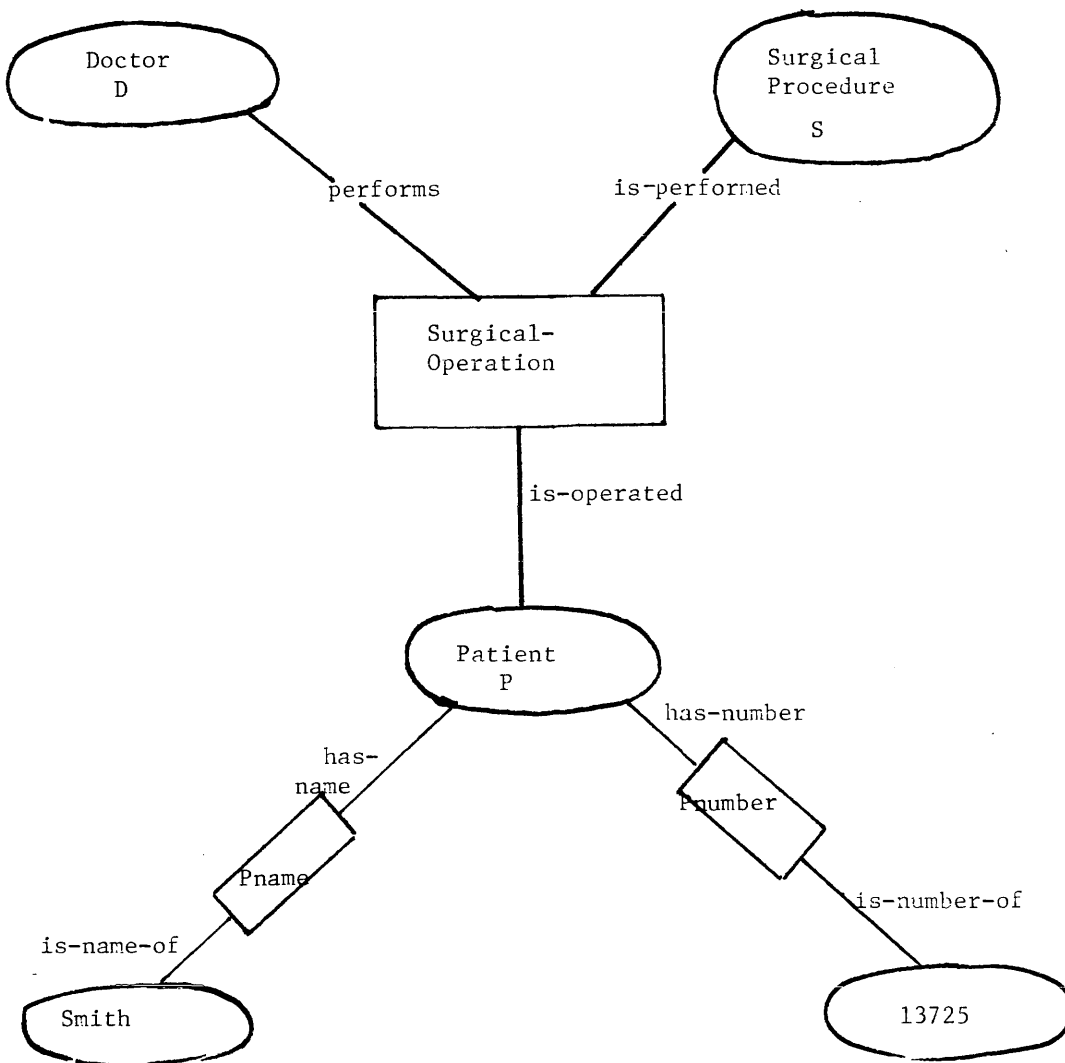 Doctor
D
Surgical
Procedure
S
performs
is-performed
Surgical-
Operation
is-operated
Patient
P
has-number
has-
name
Pnumber
Pname
is-number-of
is-name-of
Smith
13725